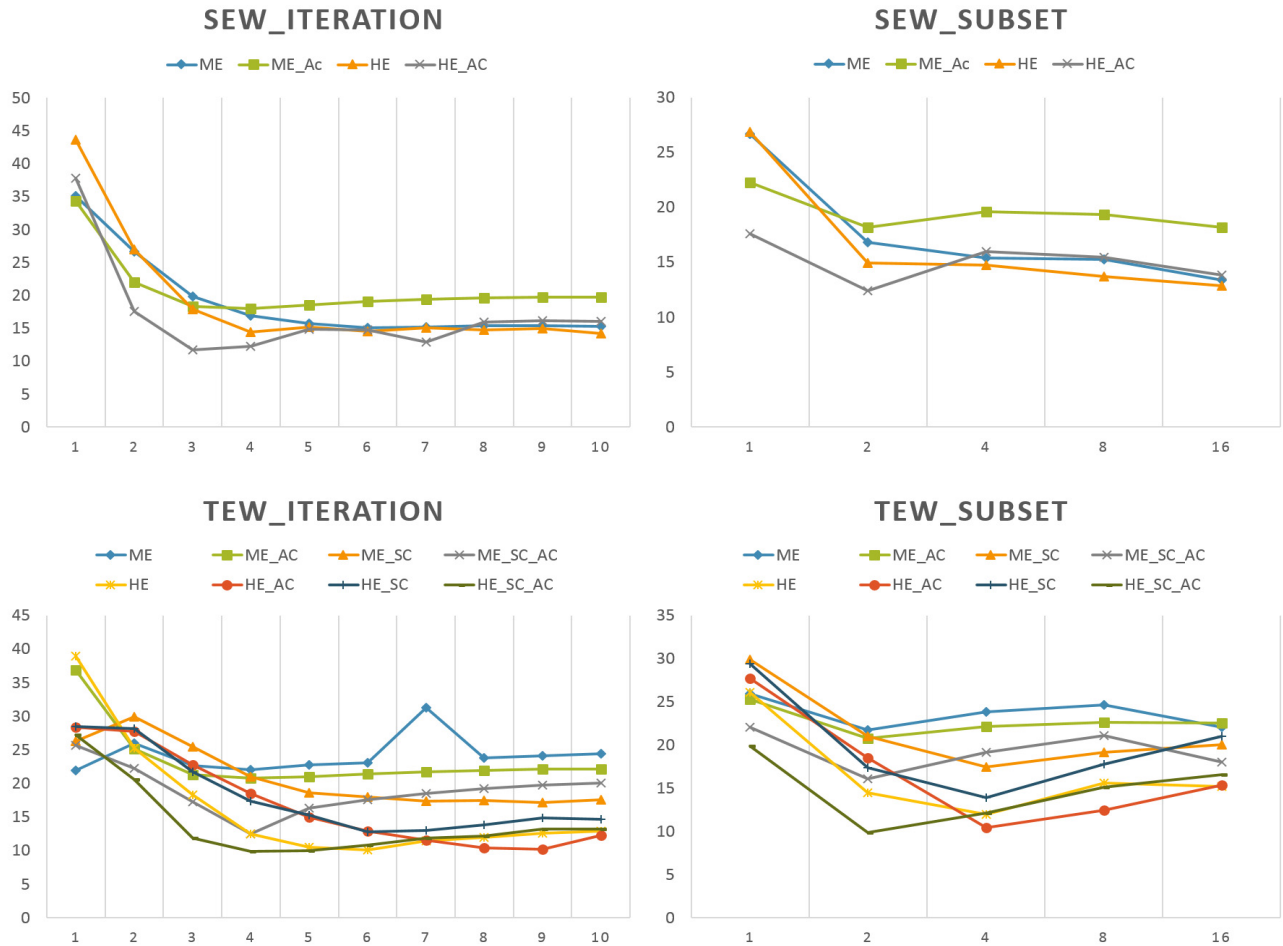 SEW_ITERATION
ME ME_Ac HE HE_AC
50
45
40
35
30
25
20
15
10
5
0
1 2 3 4 5 6 7 8 9 10
SEW_SUBSET
ME ME_Ac HE HE_AC
30
25
20
15
10
5
0
1 2 4 8 16
TEW_ITERATION
ME ME_AC ME_SC ME_SC_AC
HE HE_AC HE_SC HE_SC_AC
45
40
35
30
25
20
15
10
5
0
1 2 3 4 5 6 7 8 9 10
TEW_SUBSET
ME ME_AC ME_SC ME_SC_AC
HE HE_AC HE_SC HE_SC_AC
35
30
25
20
15
10
5
0
1 2 4 8 16